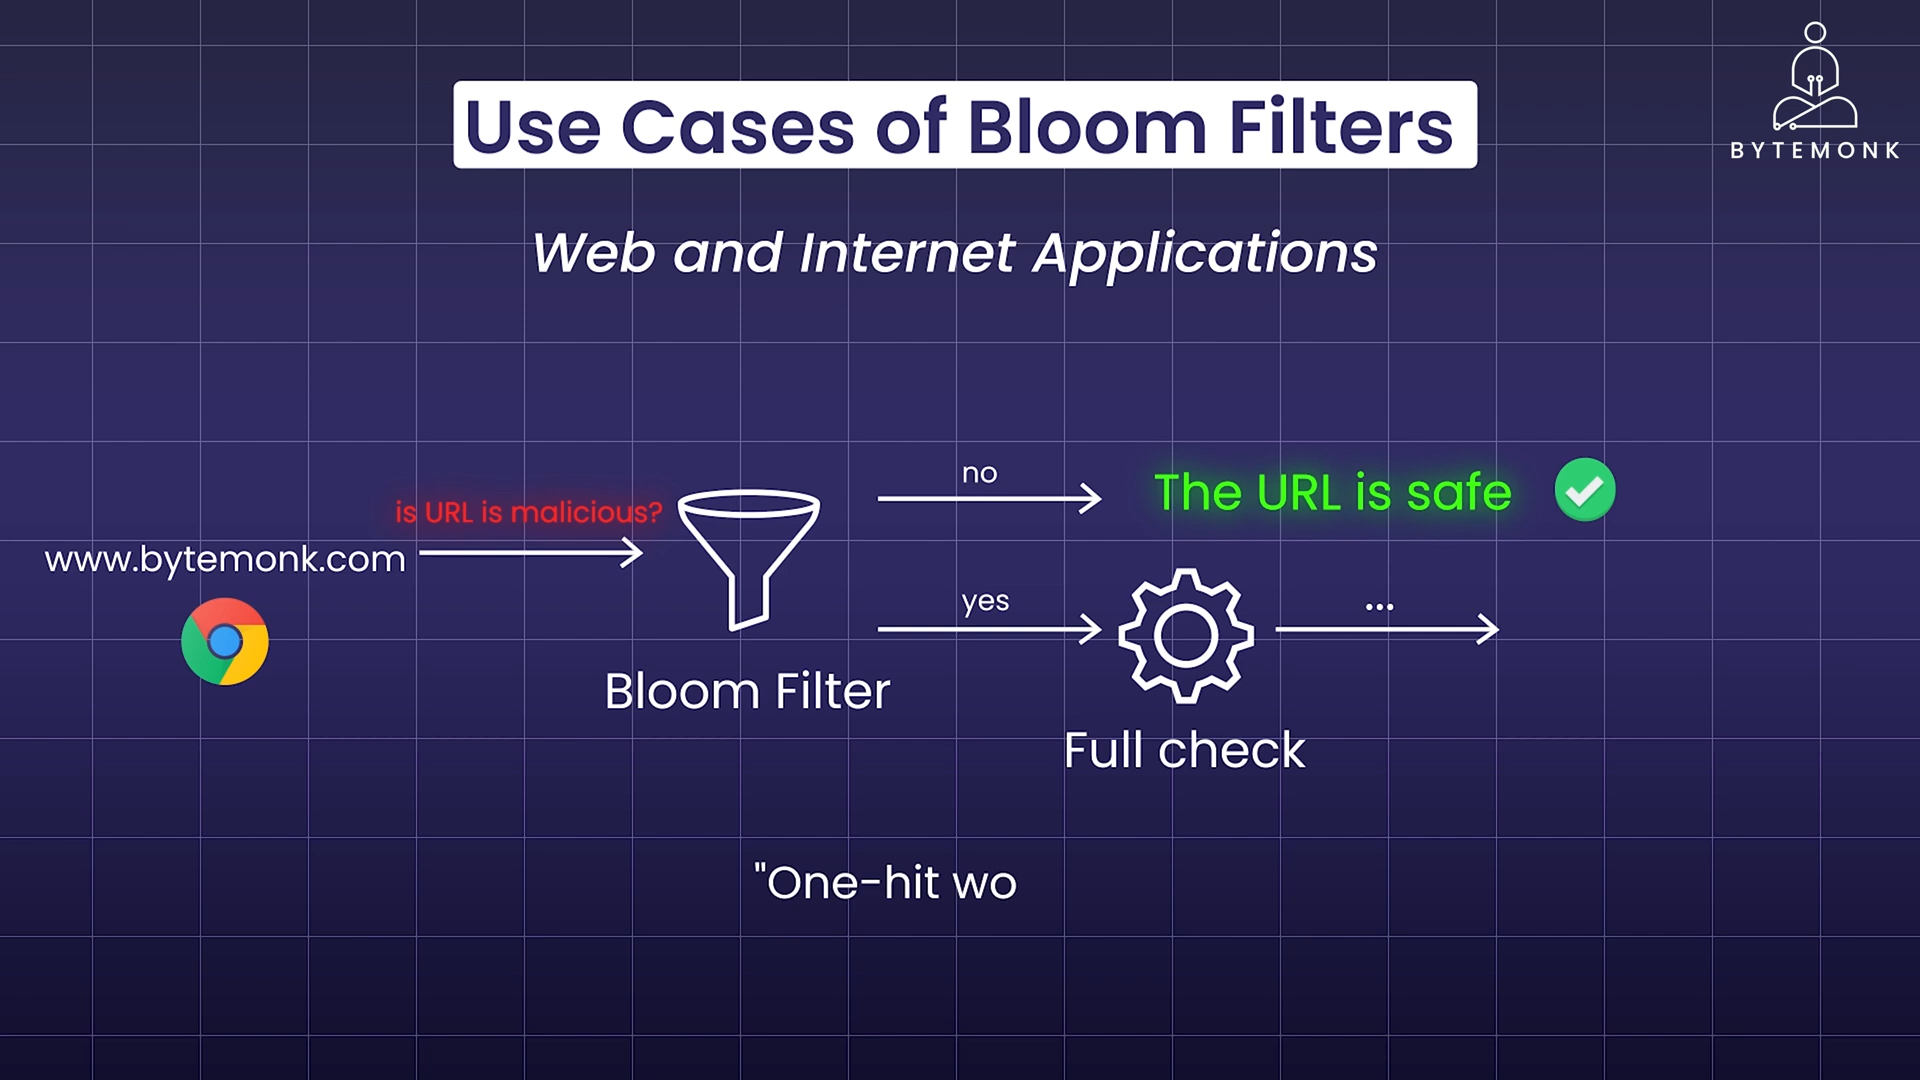 BYTEMONK
Use Cases of Bloom Filters
Web and Internet Applications
is URL is malicious?
www.bytemonk.com
Bloom Filter
no
The URL is safe
yes
...
Full check
"One-hit wo